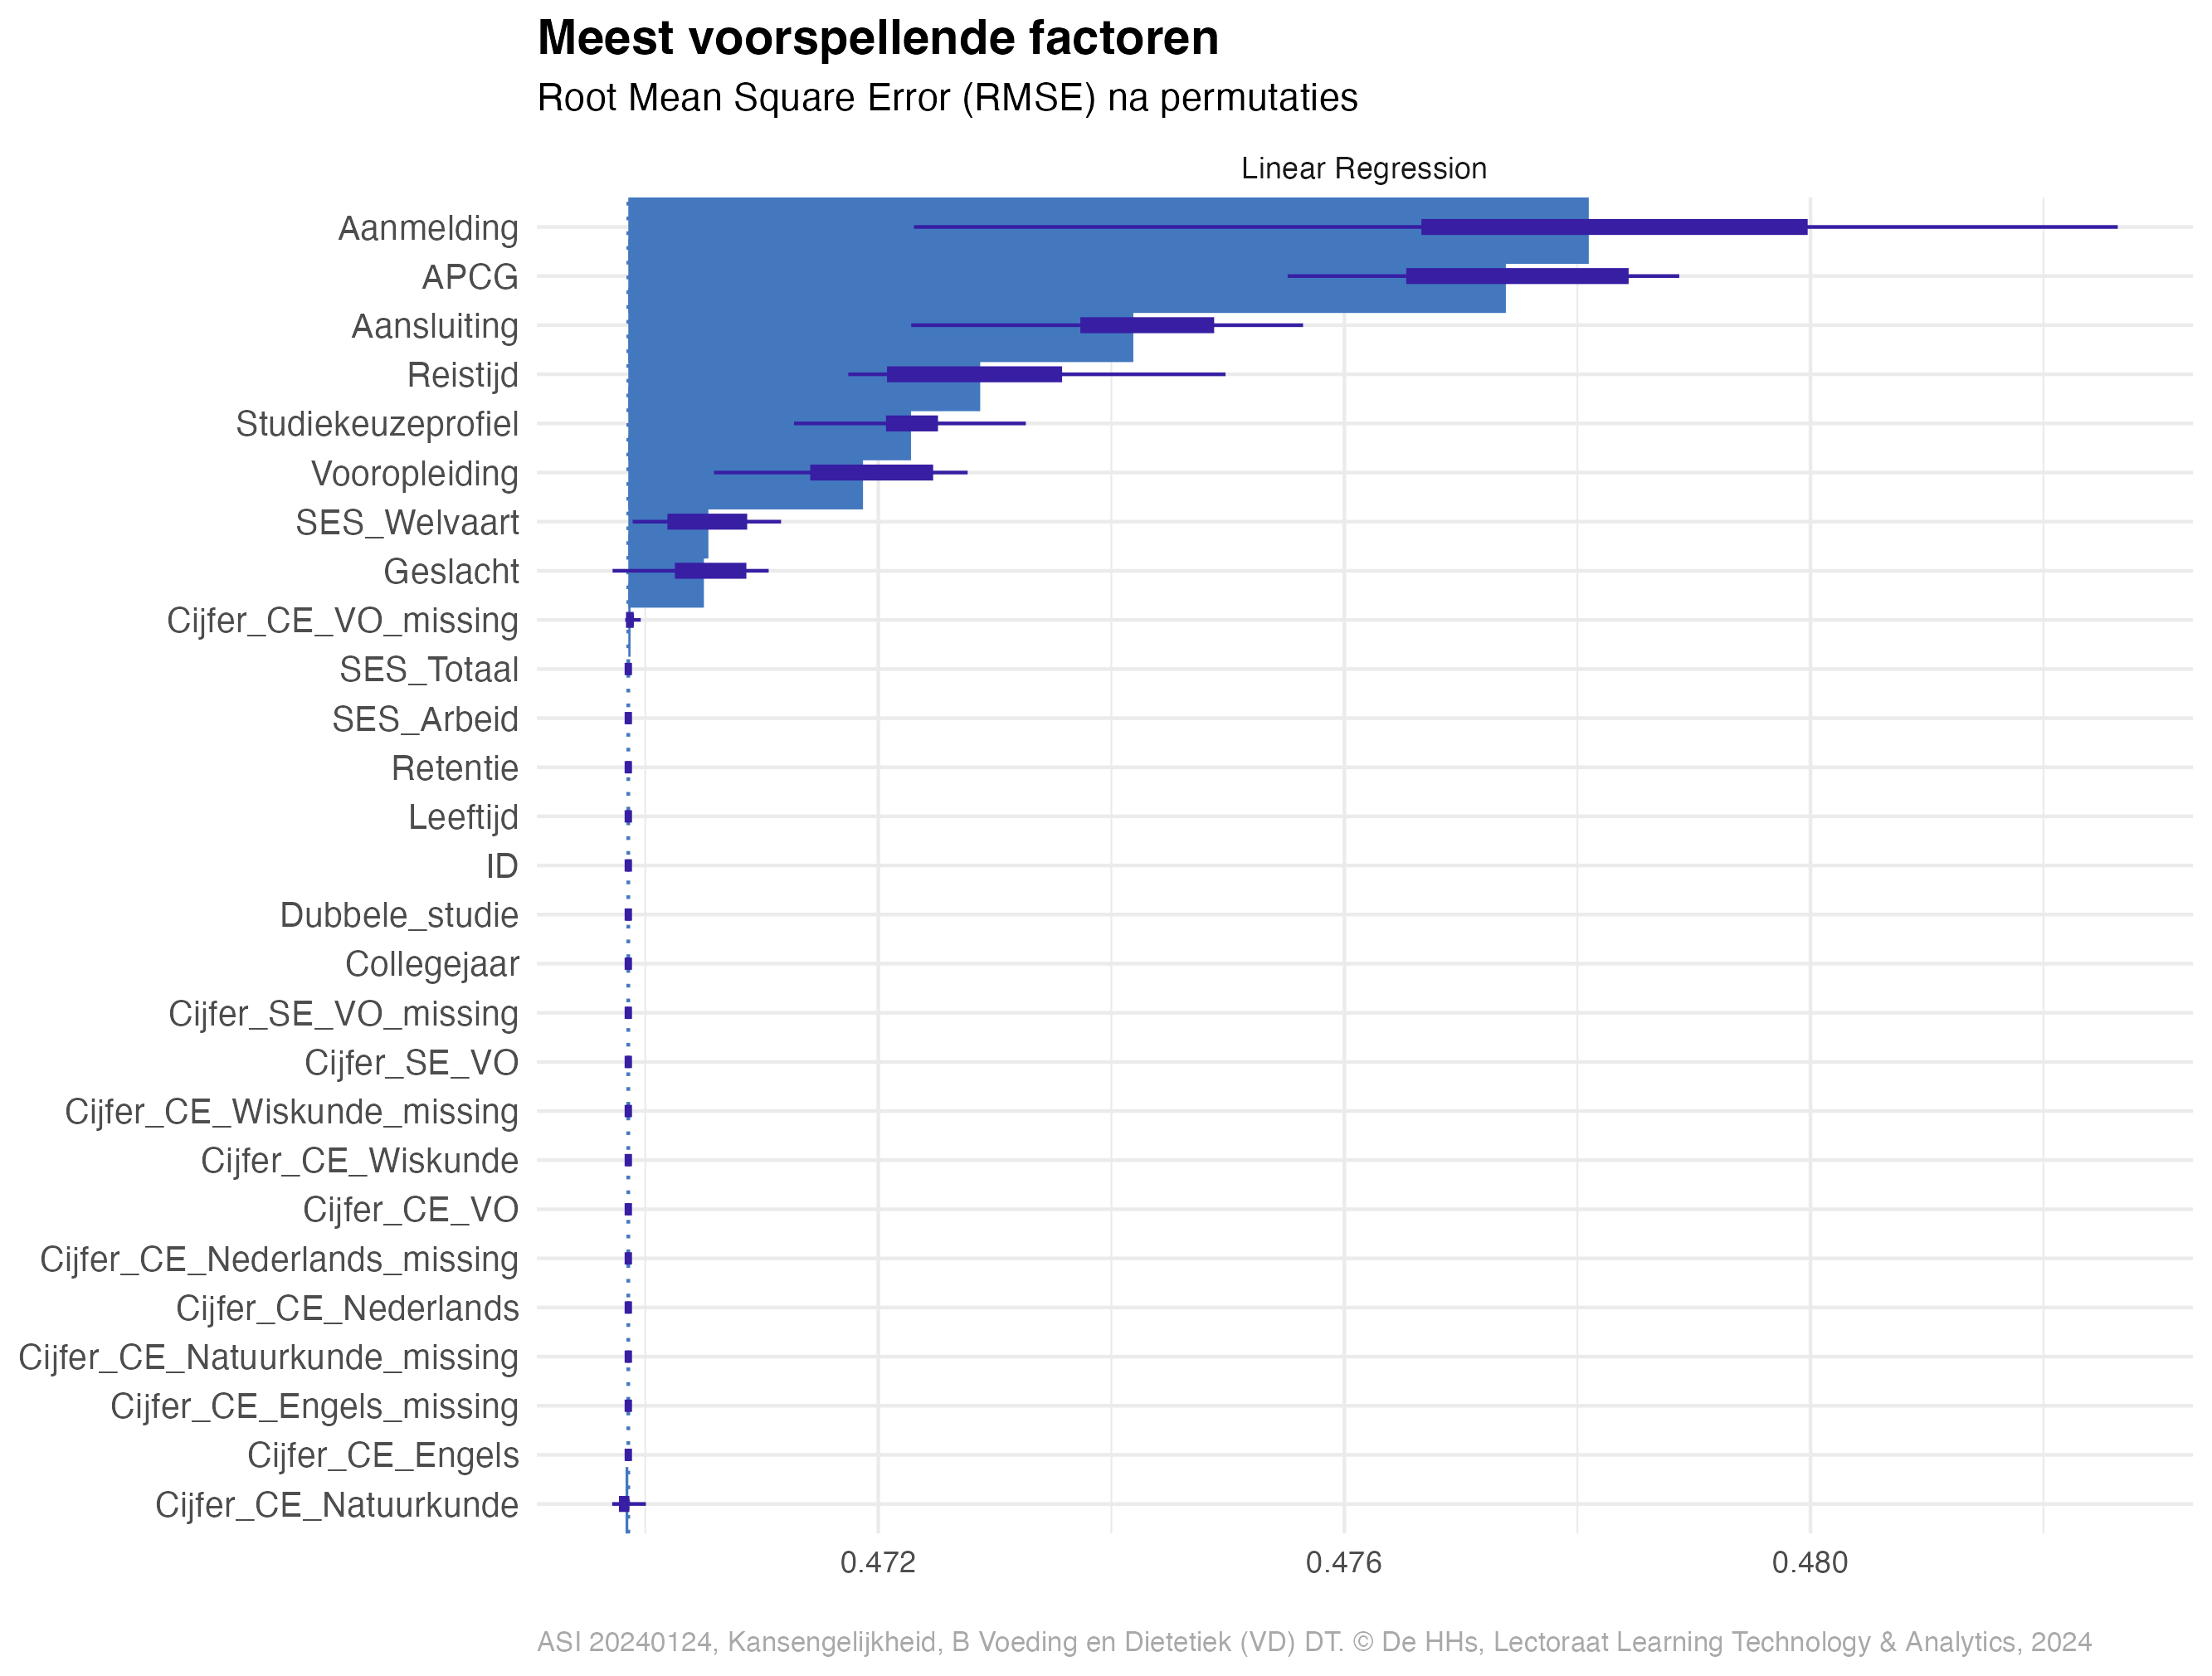 Meest voorspellende factoren
Root Mean Square Error (RMSE) na permutaties
Linear Regression
Aanmelding
APCG
Aansluiting
Reistijd
Studiekeuzeprofiel
Vooropleiding
SES_Welvaart
Geslacht
Cijfer_CE_VO_missing
SES_Totaal
SES_Arbeid
Retentie
Leeftijd
ID
Dubbele_studie
Collegejaar
Cijfer_SE_VO_missing
Cijfer_SE_VO
Cijfer_CE_Wiskunde_missing
Cijfer_CE_Wiskunde
Cijfer_CE_VO
Cijfer_CE_Nederlands_missing
Cijfer_CE_Nederlands
Cijfer_CE_Natuurkunde_missing
Cijfer_CE_Engels_missing
Cijfer_CE_Engels
Cijfer_CE_Natuurkunde
0.472 0.476 0.480
ASI 20240124, Kansengelijkheid, B Voeding en Dietetiek (VD) DT. © De HHs, Lectoraat Learning Technology & Analytics, 2024